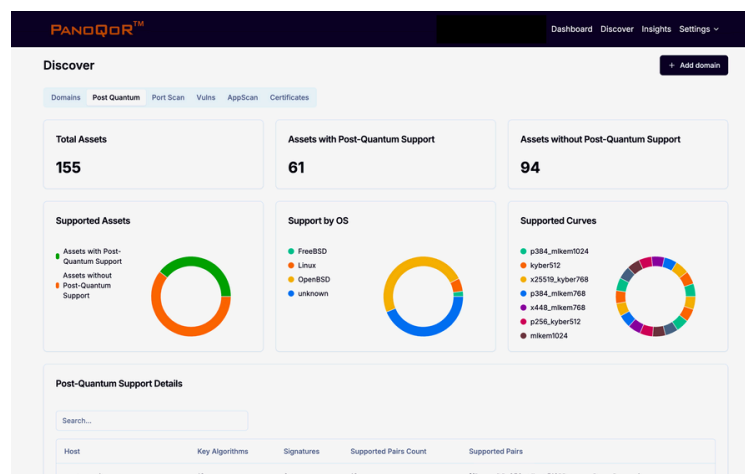 PANOQOR™
Dashboard Discover Insights Settings
Discover
+ Add domain
Domains Post Quantum Port Scan Vulns AppScan Certificates
Total Assets
155
Assets with Post-Quantum Support
61
Assets without Post-Quantum Support
94
Supported Assets
Assets with Post-
Quantum Support
Assets without
Post-Quantum
Support
Support by OS
FreeBSD
Linux
OpenBSD
unknown
Supported Curves
p384_mlkem1024
kyber512
x25519_kyber768
p384_mlkem768
x448_mlkem768
p256_kyber512
mlkem1024
Post-Quantum Support Details
Search...
Host Key Algorithms Signatures Supported Pairs Count Supported Pairs